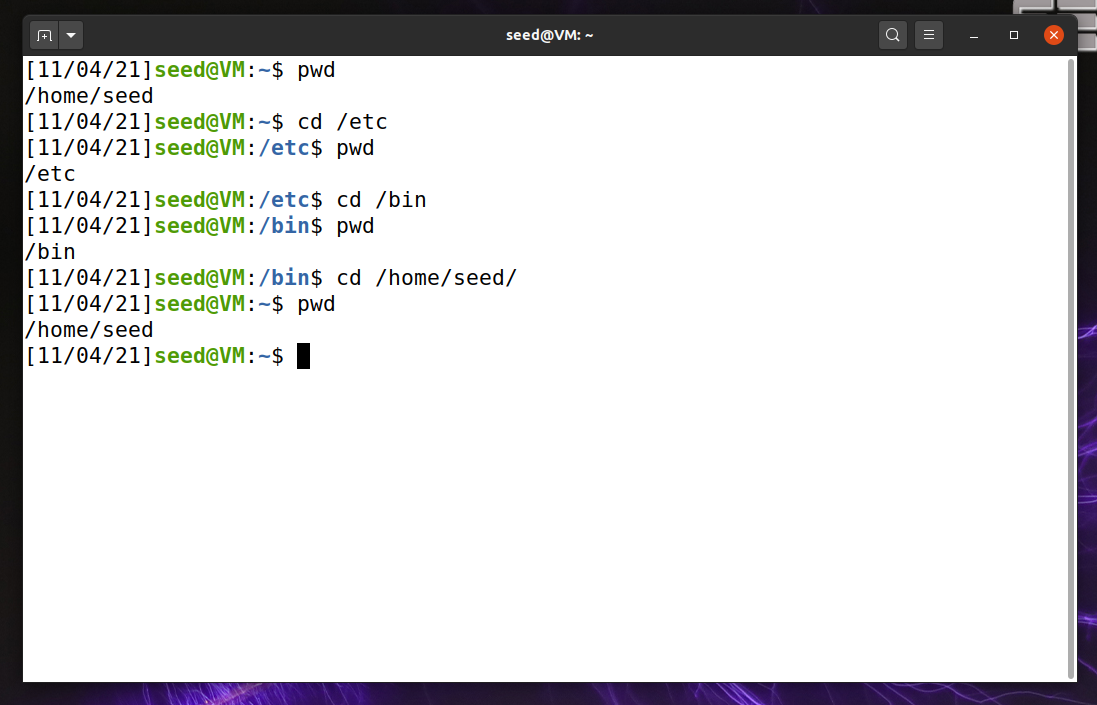 seed@VM: ~
[11/04/21]seed@VM:~$ pwd
/home/seed
[11/04/21]seed@VM:~$ cd /etc
[11/04/21]seed@VM:/etc$ pwd
/etc
[11/04/21]seed@VM:/etc$ cd /bin
[11/04/21]seed@VM:/bin$ pwd
/bin
[11/04/21]seed@VM:/bin$ cd /home/seed/
[11/04/21]seed@VM:~$ pwd
/home/seed
[11/04/21]seed@VM:~$